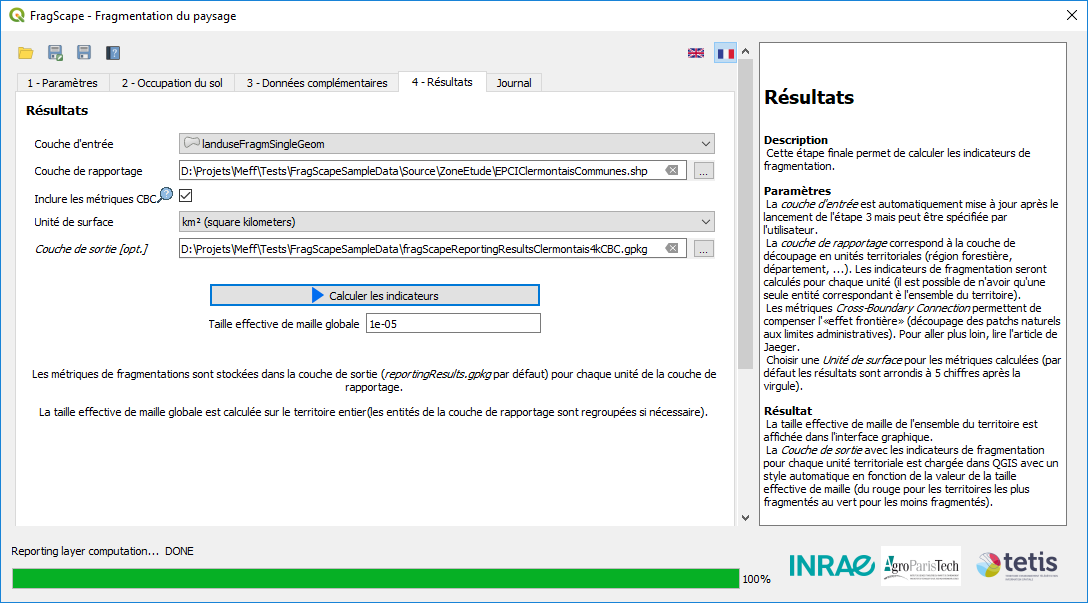 FragScape - Fragmentation du paysage
1 - Paramètres
2 - Occupation du sol
3 - Données complémentaires
4 - Résultats
Journal
Résultats
Couche d'entrée
landuseFragmSingleGeom
Couche de rapportage
D:\Projets\Meff\Tests\FragScapeSampleData\Source\ZoneEtude\EPCIClermontaisCommunes.shp
...
Inclure les métriques CBC
Unité de surface
km² (square kilometers)
Couche de sortie [opt.]
D:\Projets\Meff\Tests\FragScapeSampleData\fragScapeReportingResultsClermontais4kCBC.gpkg
...
Calculer les indicateurs
Taille effective de maille globale
1e-05
Les métriques de fragmentations sont stockées dans la couche de sortie (reportingResults.gpkg par défaut) pour chaque unité de la couche de
rapportage.
La taille effective de maille globale est calculée sur le territoire entier(les entités de la couche de rapportage sont regroupées si nécessaire).
Résultats
Description
Cette étape finale permet de calculer les indicateurs de
fragmentation.
Paramètres
La couche d'entrée est automatiquement mise à jour après le
lancement de l'étape 3 mais peut être spécifiée par
l'utilisateur.
La couche de rapportage correspond à la couche de
découpage en unités territoriales (région forestière,
département, ...). Les indicateurs de fragmentation seront
calculés pour chaque unité (il est possible de n'avoir qu'une
seule entité correspondant è l'ensemble du territoire).
Les métriques Cross-Boundary Connection permettent de
compenser l'«effet frontière» (découpage des patchs naturels
aux limites administratives). Pour aller plus loin, lire l'article de
Jaeger.
Choisir une Unité de surface pour les métriques calculées (par
défaut les résultats sont arrondis à 5 chiffres après la
virgule).
Résultat
La taille effective de maille de l'ensemble du territoire est
affichée dans l'interface graphique.
La Couche de sortie avec les indicateurs de fragmentation
pour chaque unité territoriale est chargée dans QGIS avec un
style automatique en fonction de la valeur de la taille
effective de maille (du rouge pour les territoires les plus
fragmentés au vert pour les moins fragmentés).
Reporting layer computation... DONE
100%
INRAE
AgroParisTech
tetis